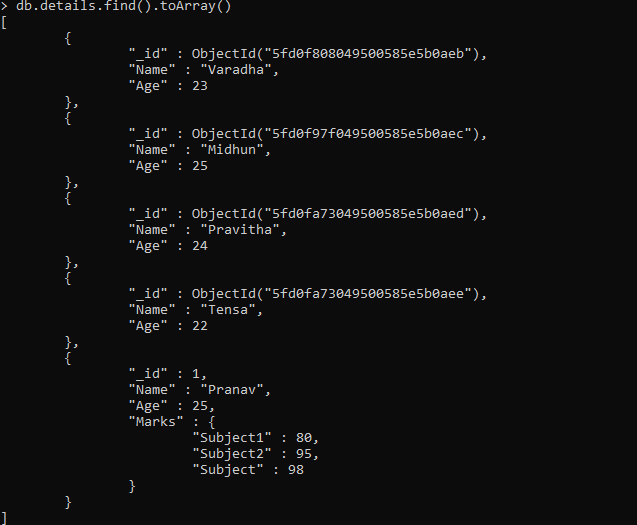 > db.details.find().toArray()
[
        {
                "_id" : ObjectId("5fd0f808049500585e5b0aeb"),
                "Name" : "Varadha",
                "Age" : 23
        },
        {
                "_id" : ObjectId("5fd0f97f049500585e5b0aec"),
                "Name" : "Midhun",
                "Age" : 25
        },
        {
                "_id" : ObjectId("5fd0fa73049500585e5b0aed"),
                "Name" : "Pravitha",
                "Age" : 24
        },
        {
                "_id" : ObjectId("5fd0fa73049500585e5b0aee"),
                "Name" : "Tensa",
                "Age" : 22
        },
        {
                "_id" : 1,
                "Name" : "Pranav",
                "Age" : 25,
                "Marks" : {
                        "Subject1" : 80,
                        "Subject2" : 95,
                        "Subject" : 98
                }
        }
]